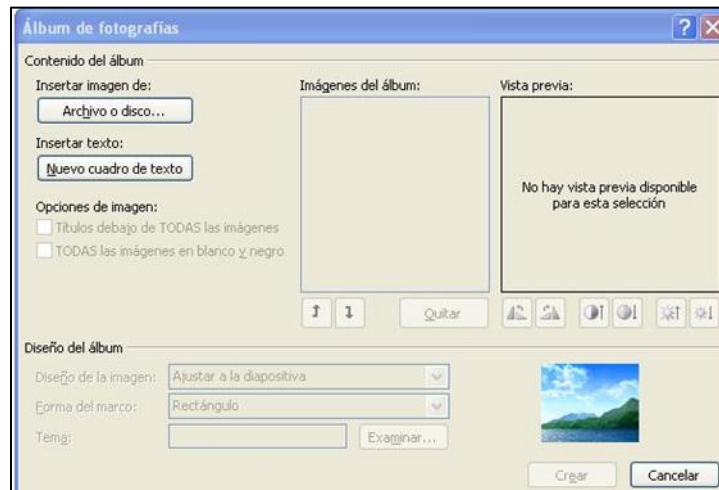 Álbum de fotografías
Contenido del álbum
Insertar imagen de:
Archivo o disco...
Insertar texto:
Nuevo cuadro de texto
Opciones de imagen:
Títulos debajo de TODAS las imágenes
TODAS las imágenes en blanco y negro
Imágenes del álbum:
Quitar
Vista previa:
No hay vista previa disponible
para esta selección
Diseño del álbum
Diseño de la imagen: Ajustar a la diapositiva
Forma del marco: Rectángulo
Tema: Examinar...
Crear Cancelar